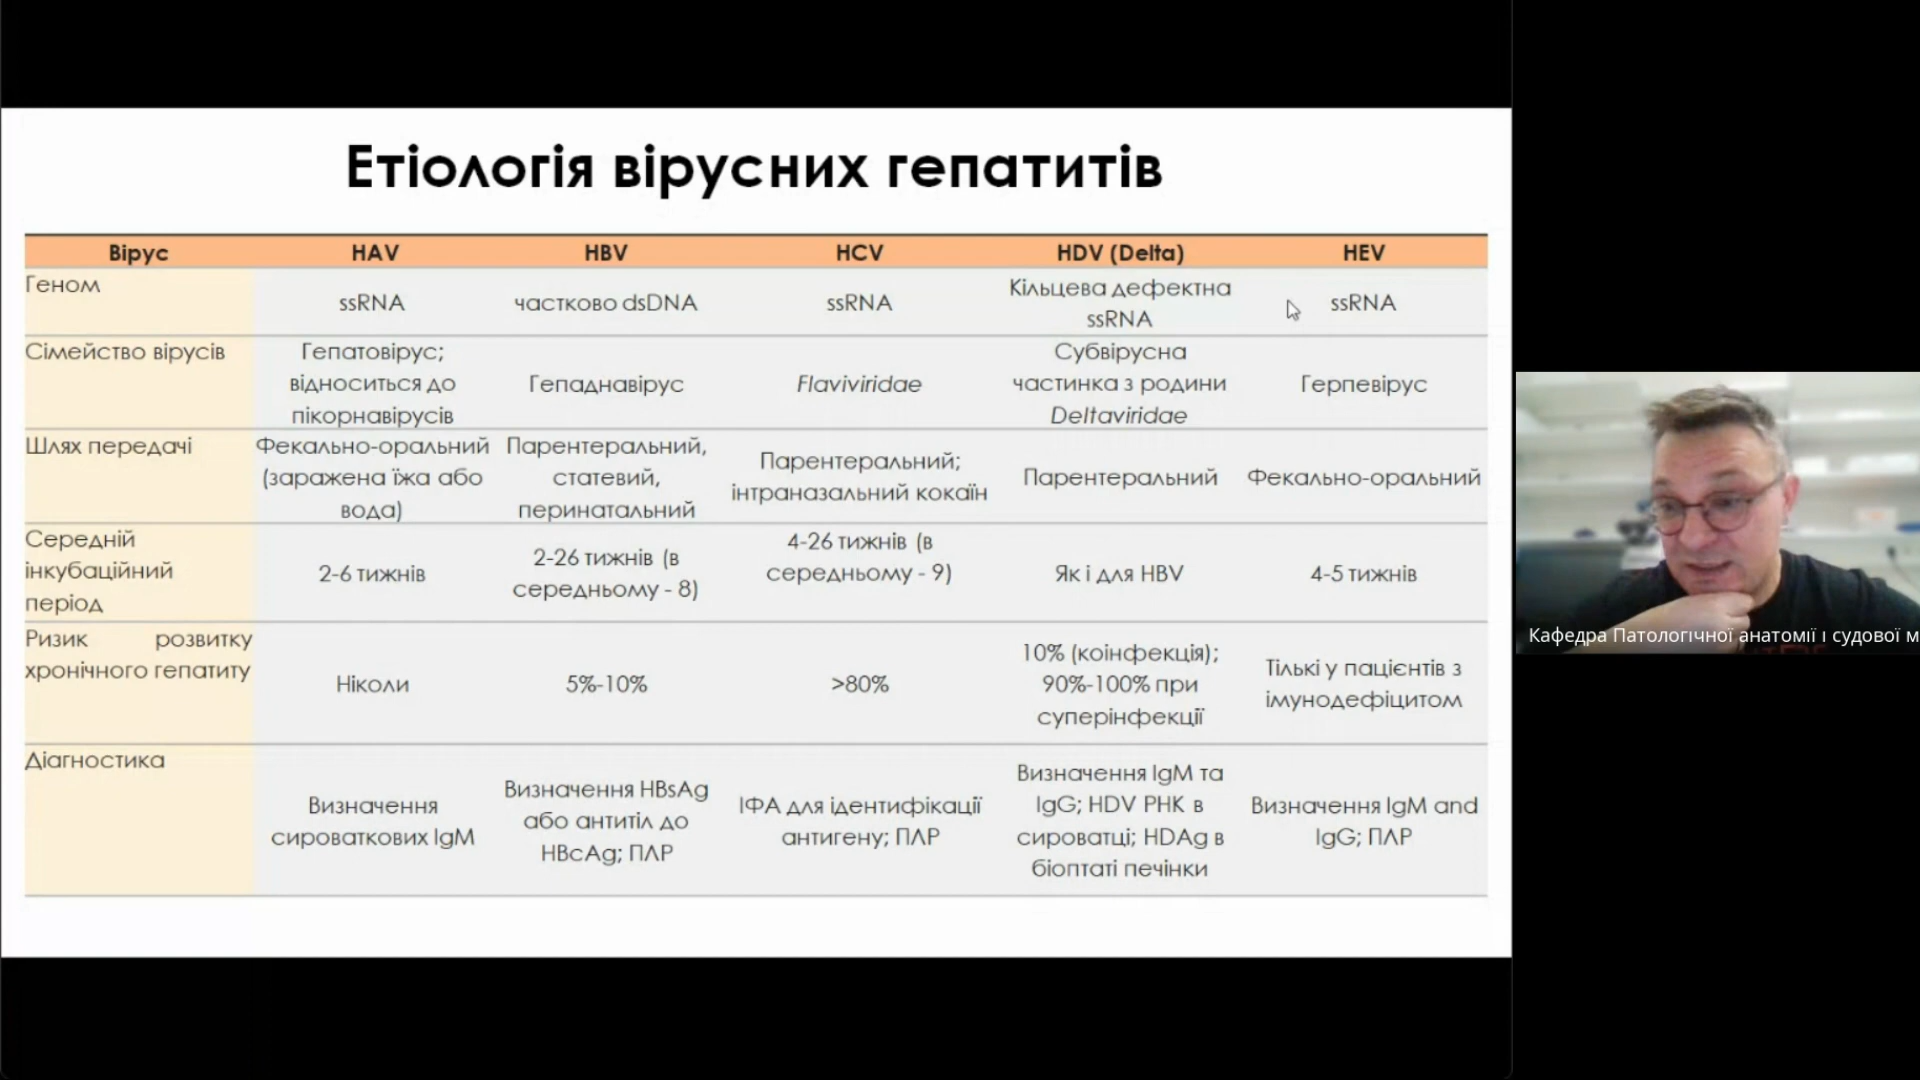 Етіологія вірусних гепатитів
Вірус HAV HBV HCV HDV (Delta) HEV
Геном
ssRNA
частково dsDNA
ssRNA
Кільцева дефектна
ssRNA
ssRNA
Сімейство вірусів
Гепатовірус;
відноситься до
пікорнавірусів
Гепаднавірус
Flaviviridae
Субвірусна
частинка з родини
Deltaviridae
Герпевірус
Шлях передачі
Фекально-оральний
(заражена їжа або
вода)
Парентеральний,
статевий,
перинатальний
Парентеральний;
інтраназальний кокаїн
Парентеральний
Фекально-оральний
Середній
інкубаційний
період
2-6 тижнів
2-26 тижнів (в
середньому - 8)
4-26 тижнів (в
середньому - 9)
Як і для HBV
4-5 тижнів
Ризик розвитку
хронічного гепатиту
Ніколи
5%-10%
>80%
10% (коінфекція);
90%-100% при
суперінфекції
Тількі у пацієнтів з
імунодефіцитом
Діагностика
Визначення
сироваткових IgM
Визначення HBsAg
або антитіл до
HBcAg; ПЛР
ІФА для ідентифікації
антигену; ПЛР
Визначення IgM та
IgG; HDV РНК в
сироватці; HDAg в
біоптаті печінки
Визначення IgM and
IgG; ПЛР
Кафедра Патологічної анатомії і судової м